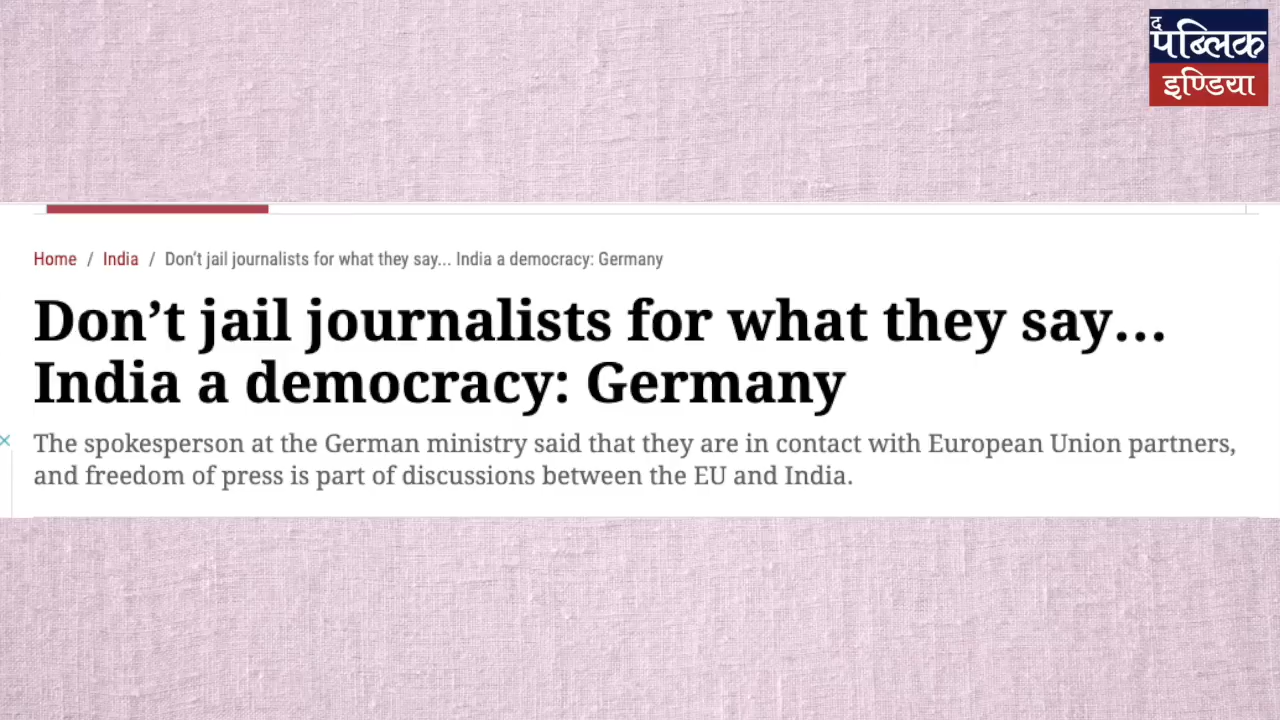 द
पब्लिक
इण्डिया
Home / India / Don't jail journalists for what they say... India a democracy: Germany
Don’t jail journalists for what they say…
India a democracy: Germany
The spokesperson at the German ministry said that they are in contact with European Union partners,
and freedom of press is part of discussions between the EU and India.